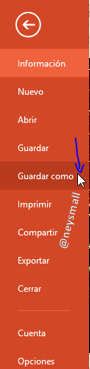 Información
Nuevo
Abrir
Guardar
Guardar como
Imprimir
Compartir
@neysmall
Exportar
Cerrar
Cuenta
Opciones